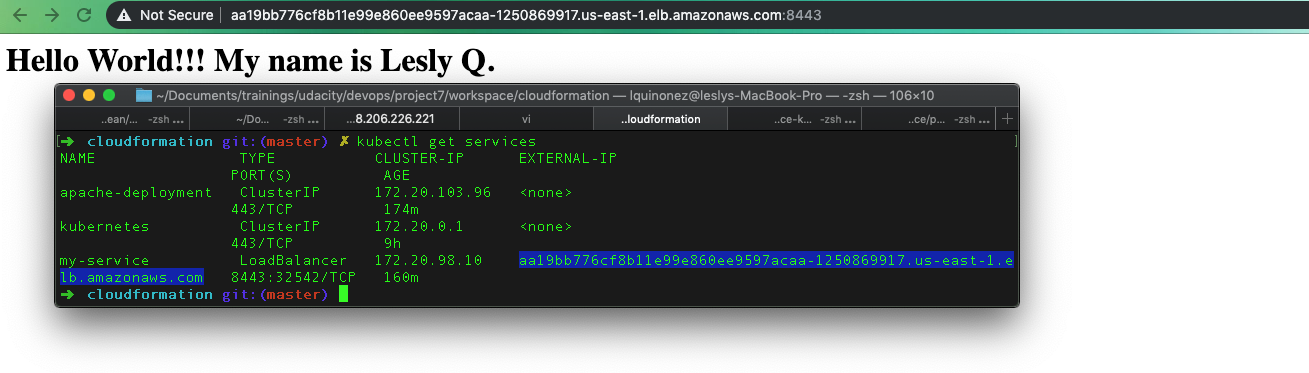 Not Secure | aa19bb776cf8b11e99e860ee9597acaa-1250869917.us-east-1.elb.amazonaws.com:8443
Hello World!!! My name is Lesly Q.
~/Documents/trainings/udacity/devops/project7/workspace/cloudformation — lquinonez@leslys-MacBook-Pro — -zsh — 106×10
..ean/... -zsh ... ~/Do... -zsh ... ...8.206.226.221 vi ..loudformation ...ce-k... -zsh ... ..ce/p... -zsh ... +
[➜ cloudformation git:(master) ✗ kubectl get services ]
NAME TYPE CLUSTER-IP EXTERNAL-IP
PORT(S) AGE
apache-deployment ClusterIP 172.20.103.96 <none>
443/TCP 174m
kubernetes ClusterIP 172.20.0.1 <none>
443/TCP 9h
my-service LoadBalancer 172.20.98.10 aa19bb776cf8b11e99e860ee9597acaa-1250869917.us-east-1.e
lb.amazonaws.com 8443:32542/TCP 160m
➜ cloudformation git:(master)